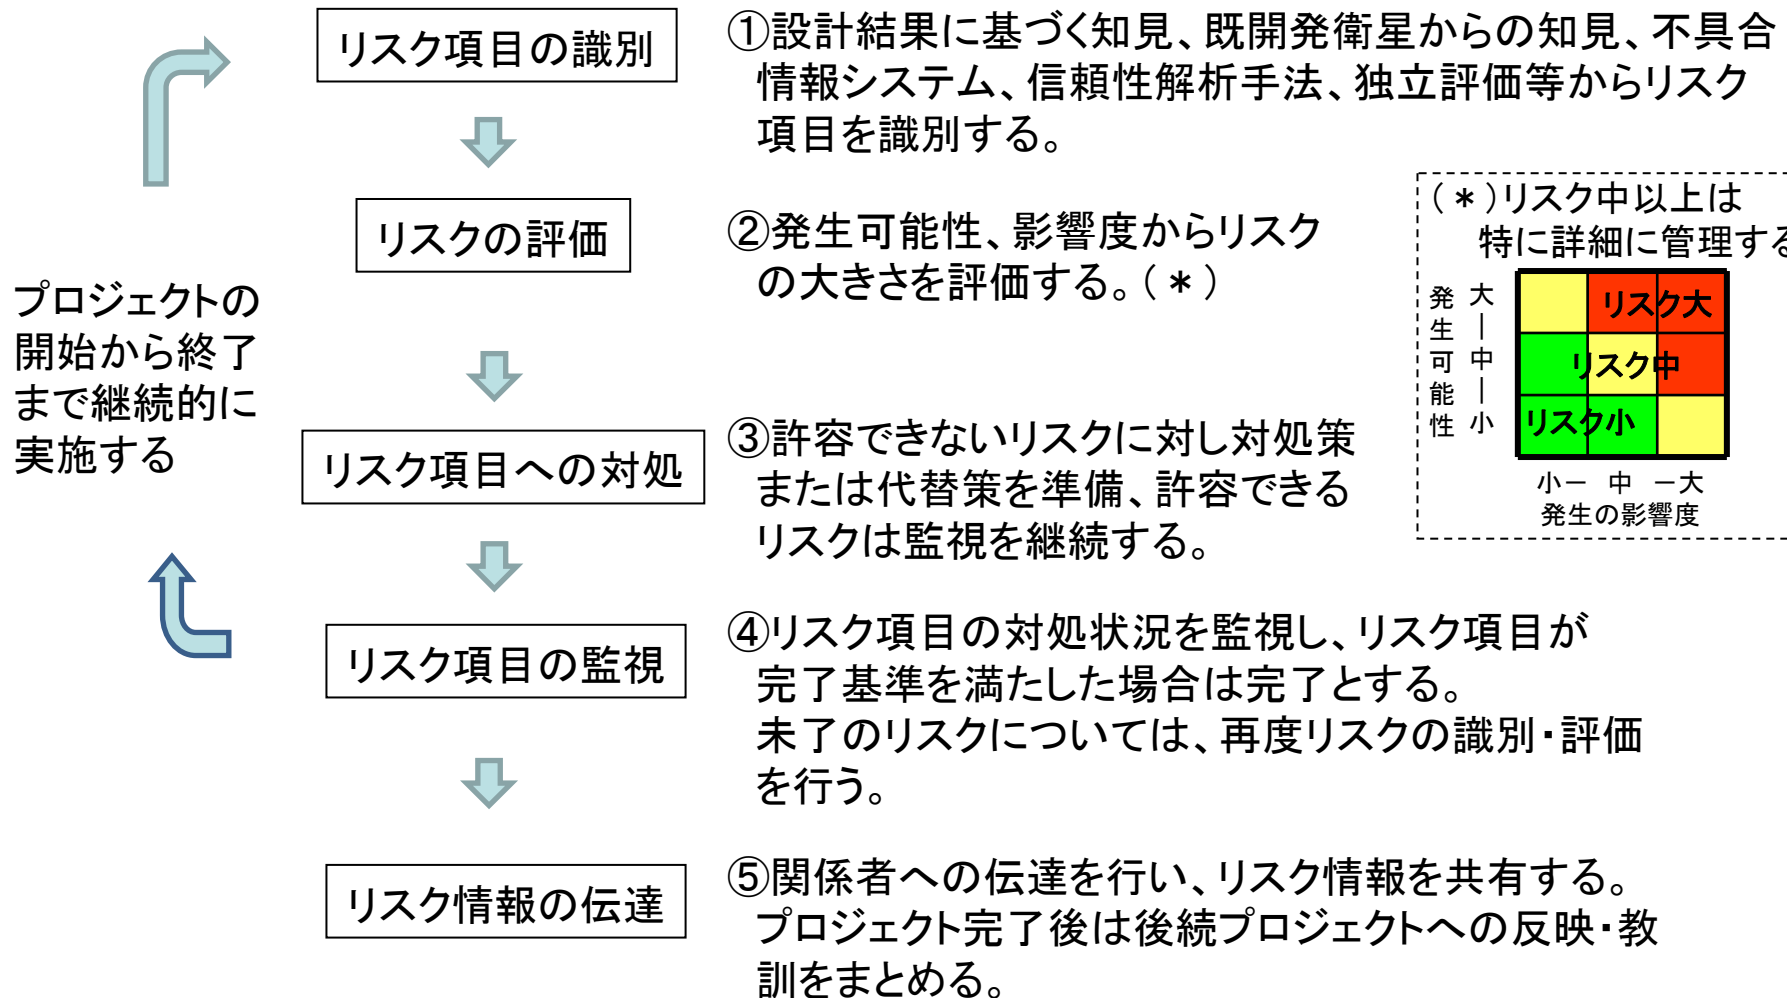 リスク項目の識別
①設計結果に基づく知見、既開発衛星からの知見、不具合
情報システム、信頼性解析手法、独立評価等からリスク
項目を識別する。
リスクの評価
②発生可能性、影響度からリスク
の大きさを評価する。(*)
(*)リスク中以上は
特に詳細に管理する
発生可能性
大|中|小
リスク大
リスク中
リスク小
小ー 中 ー大
発生の影響度
プロジェクトの
開始から終了
まで継続的に
実施する
リスク項目への対処
③許容できないリスクに対し対処策
または代替策を準備、許容できる
リスクは監視を継続する。
リスク項目の監視
④リスク項目の対処状況を監視し、リスク項目が
完了基準を満たした場合は完了とする。
未了のリスクについては、再度リスクの識別・評価
を行う。
リスク情報の伝達
⑤関係者への伝達を行い、リスク情報を共有する。
プロジェクト完了後は後続プロジェクトへの反映・教
訓をまとめる。